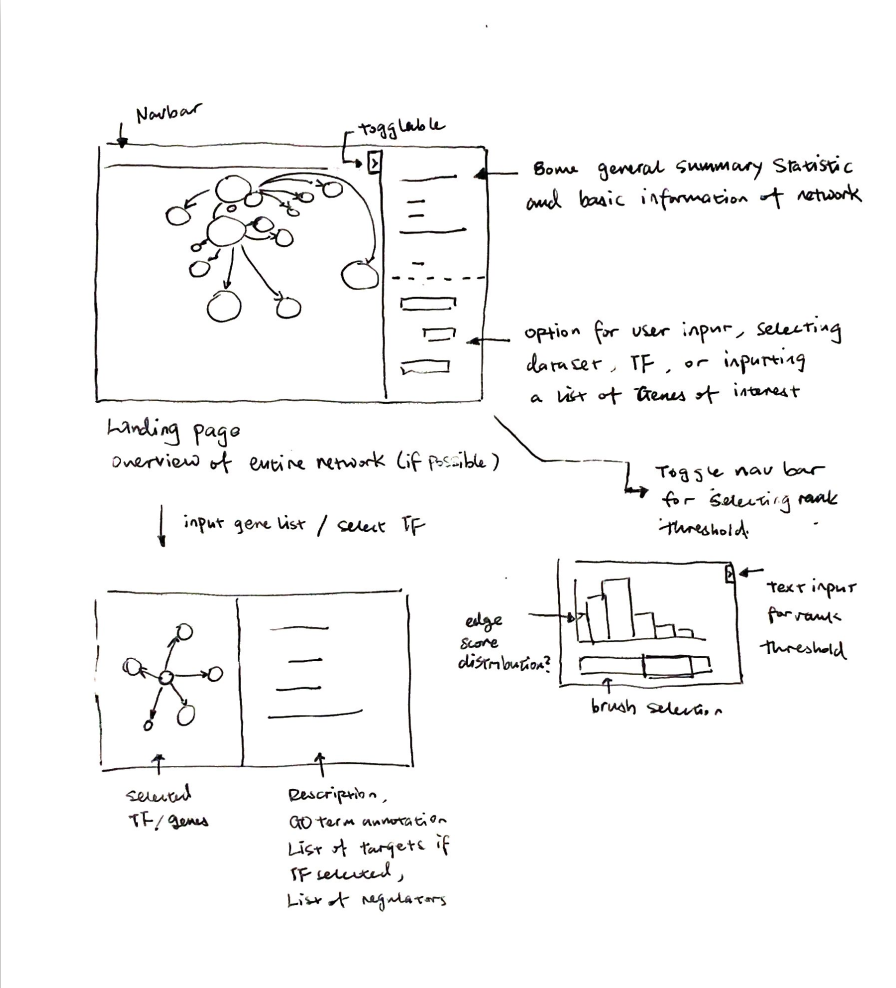 Navbar
togglable
Some general summary statistic
and basic information of network
option for user input, selecting
dataset, TF, or inputting
a list of Genes of interest
Landing page
overview of entire network (if possible)
Toggle nav bar
for selecting rank
threshold.
input gene list / select TF
text input
for rank
threshold
edge
score
distribution?
brush selection
selected
TF/genes
Description,
GO term annotation
List of targets if
TF selected,
List of regulators